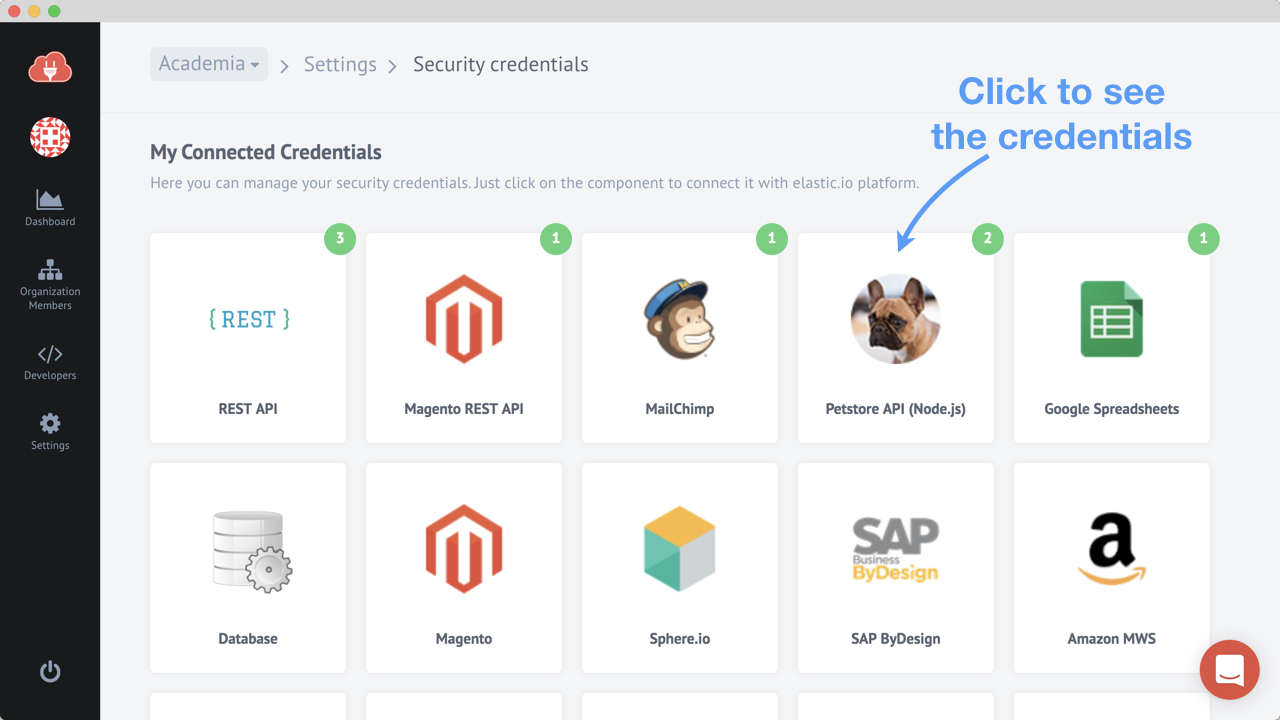 Academia
Settings
Security credentials
Click to see
the credentials
My Connected Credentials
Here you can manage your security credentials. Just click on the component to connect it with elastic.io platform.
Dashboard
Organization
Members
Developers
Settings
3
1
1
2
1
{ REST }
REST API
Magento REST API
MailChimp
Petstore API (Node.js)
Google Spreadsheets
SAP
Business
ByDesign
a
Database
Magento
Sphere.io
SAP ByDesign
Amazon MWS